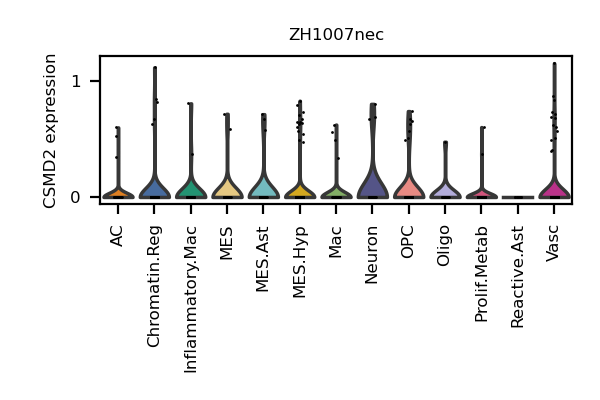 ZH1007nec
CSMD2 expression
1
0
AC
Chromatin.Reg
Inflammatory.Mac
MES
MES.Ast
MES.Hyp
Mac
Neuron
OPC
Oligo
Prolif.Metab
Reactive.Ast
Vasc